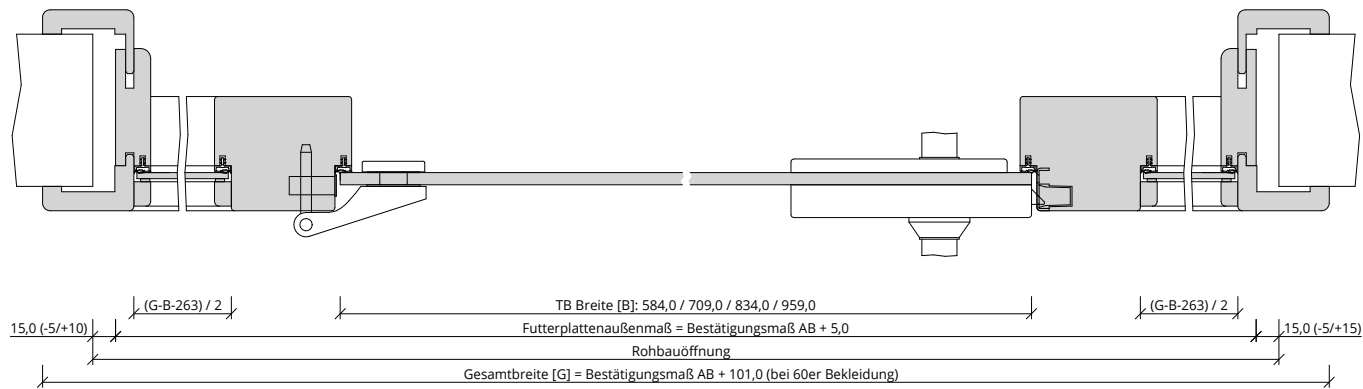 (G-B-263) / 2
TB Breite [B]: 584,0 / 709,0 / 834,0 / 959,0
(G-B-263) / 2
15,0 (-5/+10)
Futterplattenaußenmaß = Bestätigungsmaß AB + 5,0
15,0 (-5/+15)
Rohbauöffnung
Gesamtbreite [G] = Bestätigungsmaß AB + 101,0 (bei 60er Bekleidung)